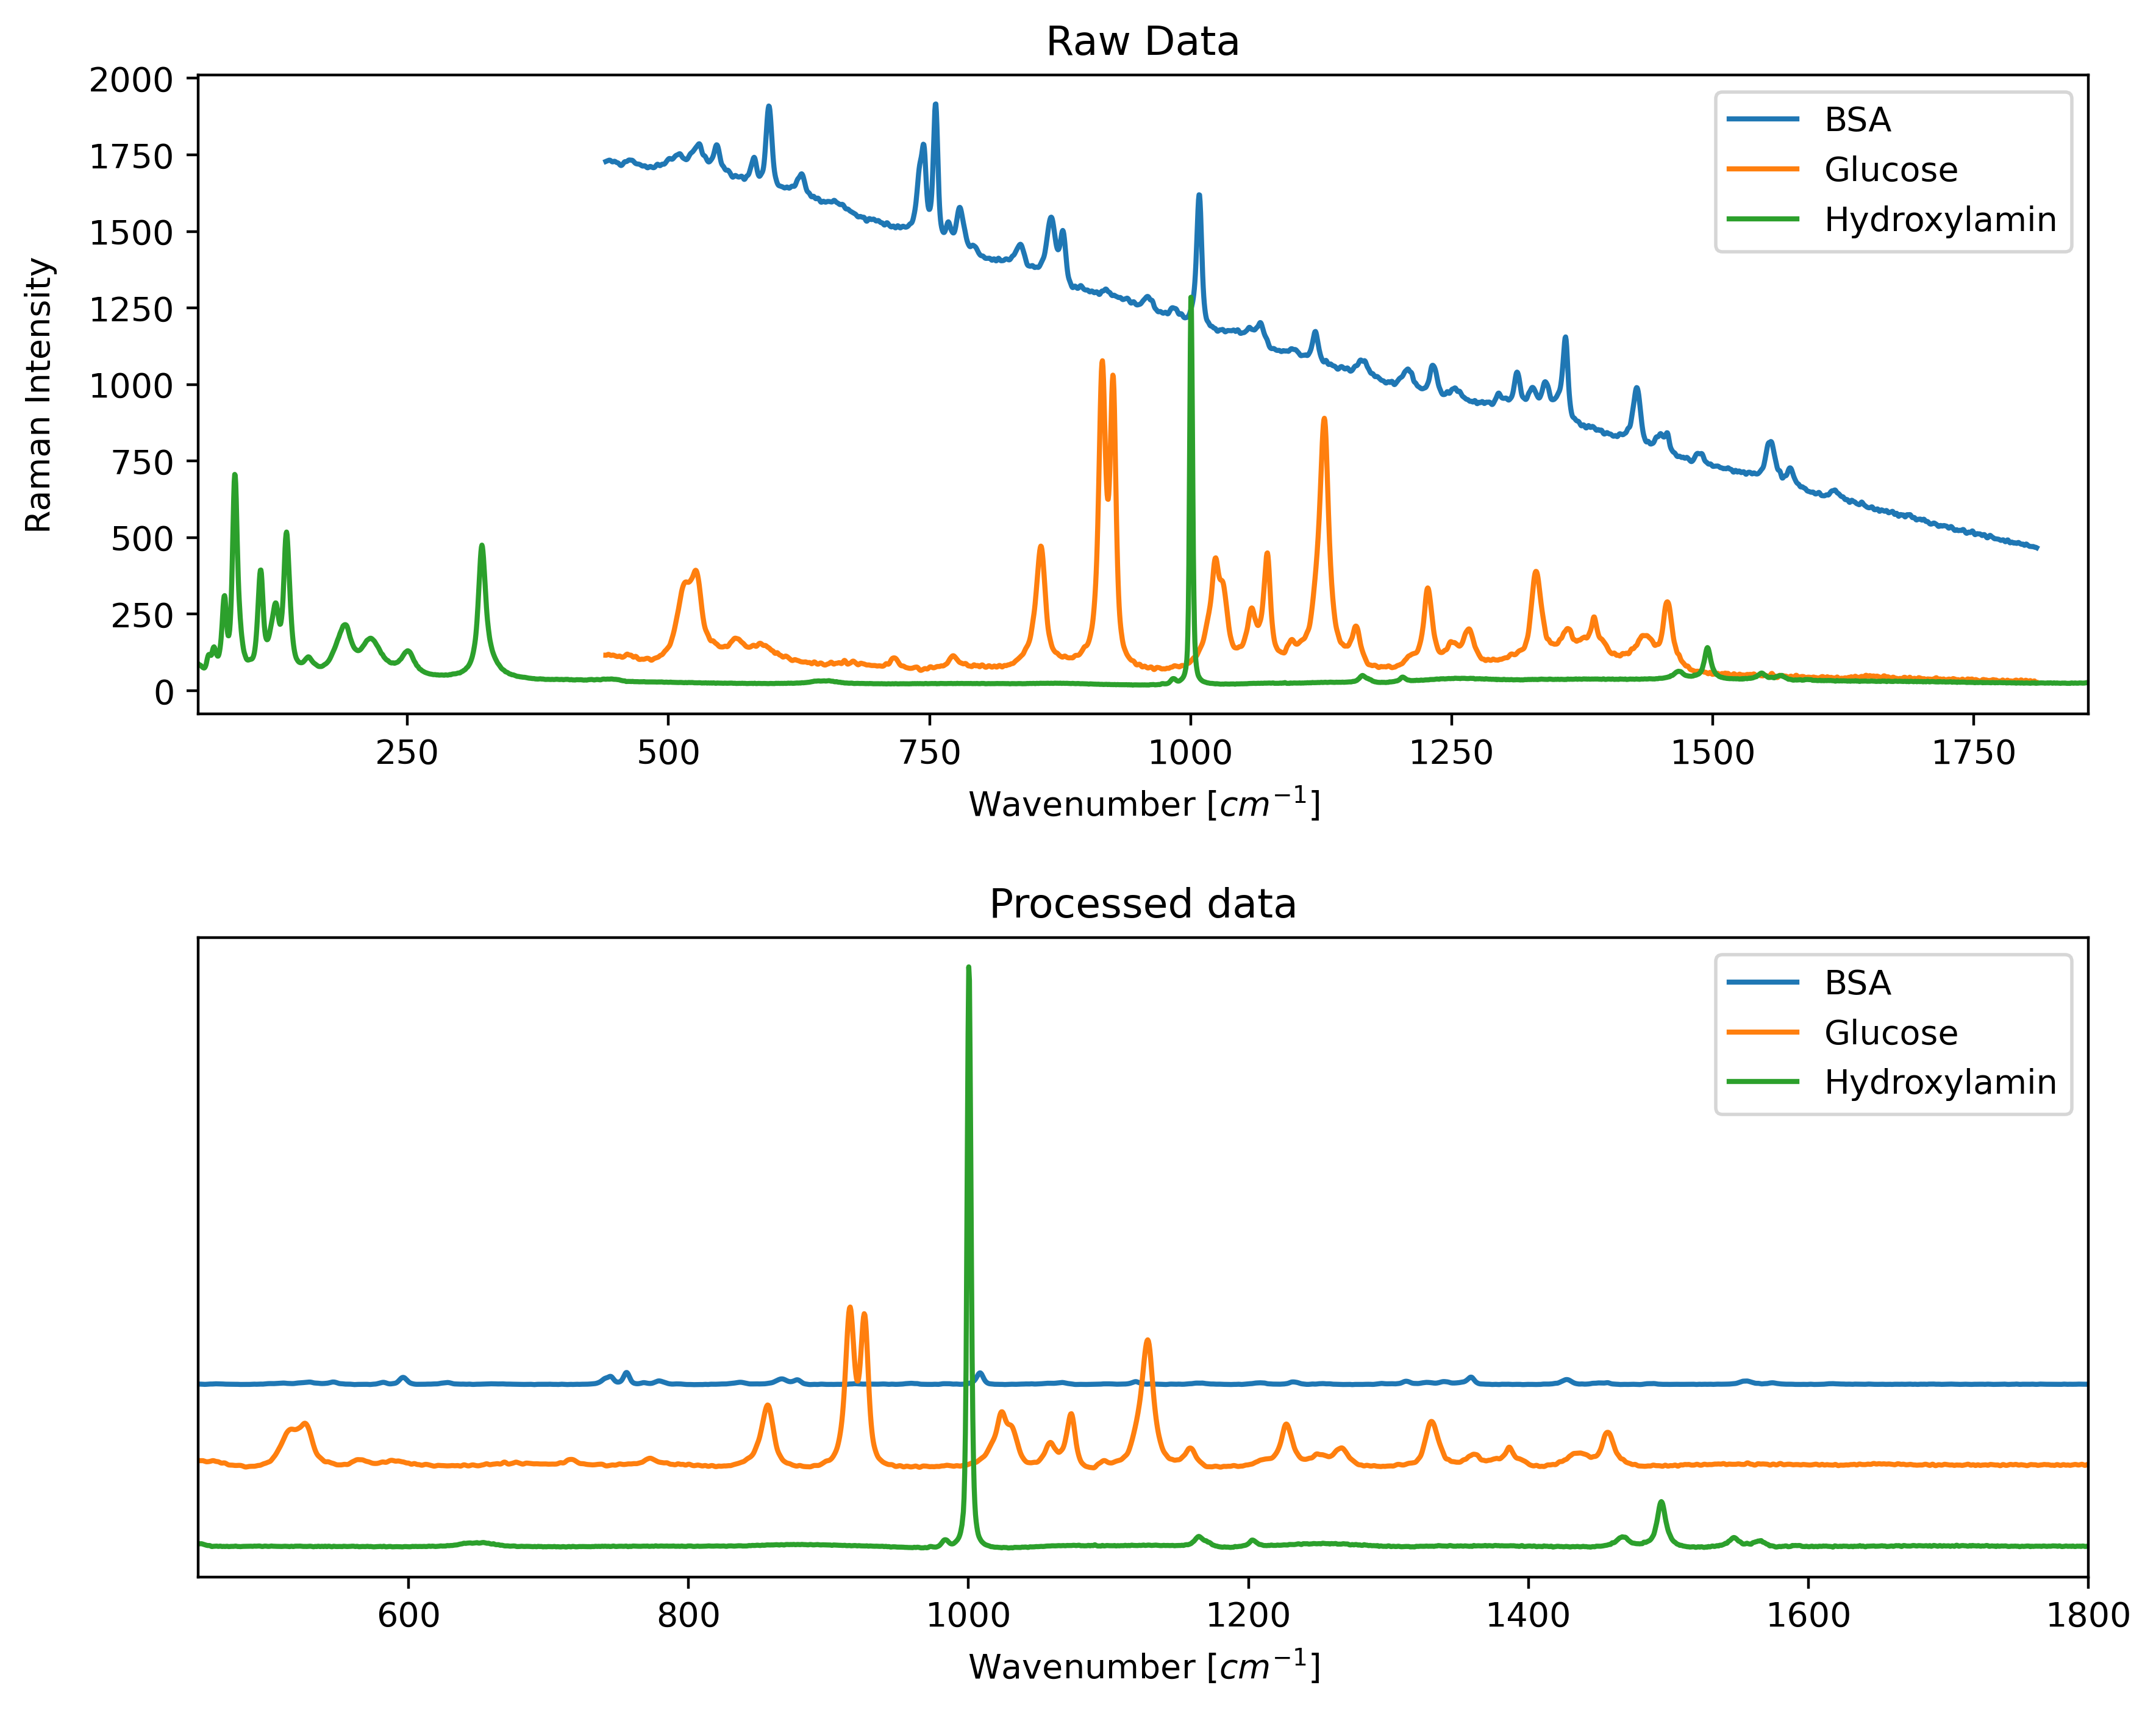 Raw Data
2000
1750
1500
1250
1000
750
500
250
0
Raman Intensity
BSA
Glucose
Hydroxylamin
250 500 750 1000 1250 1500 1750
Wavenumber [cm⁻¹]
Processed data
BSA
Glucose
Hydroxylamin
600 800 1000 1200 1400 1600 1800
Wavenumber [cm⁻¹]